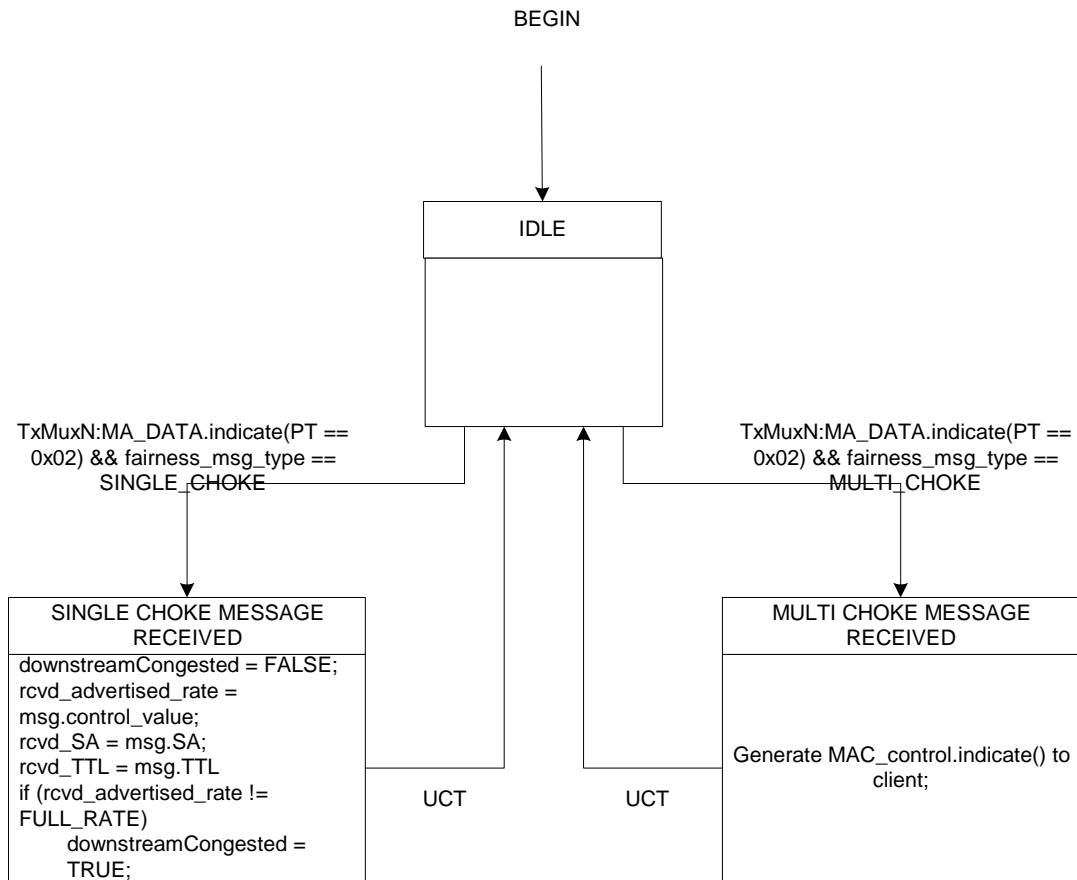 BEGIN
IDLE
TxMuxN:MA_DATA.indicate(PT ==
0x02) && fairness_msg_type ==
SINGLE_CHOKE
TxMuxN:MA_DATA.indicate(PT ==
0x02) && fairness_msg_type ==
MULTI_CHOKE
SINGLE CHOKE MESSAGE
RECEIVED
downstreamCongested = FALSE;
rcvd_advertised_rate =
msg.control_value;
rcvd_SA = msg.SA;
rcvd_TTL = msg.TTL
if (rcvd_advertised_rate !=
FULL_RATE)
downstreamCongested =
TRUE;
UCT
UCT
MULTI CHOKE MESSAGE
RECEIVED
Generate MAC_control.indicate() to
client;